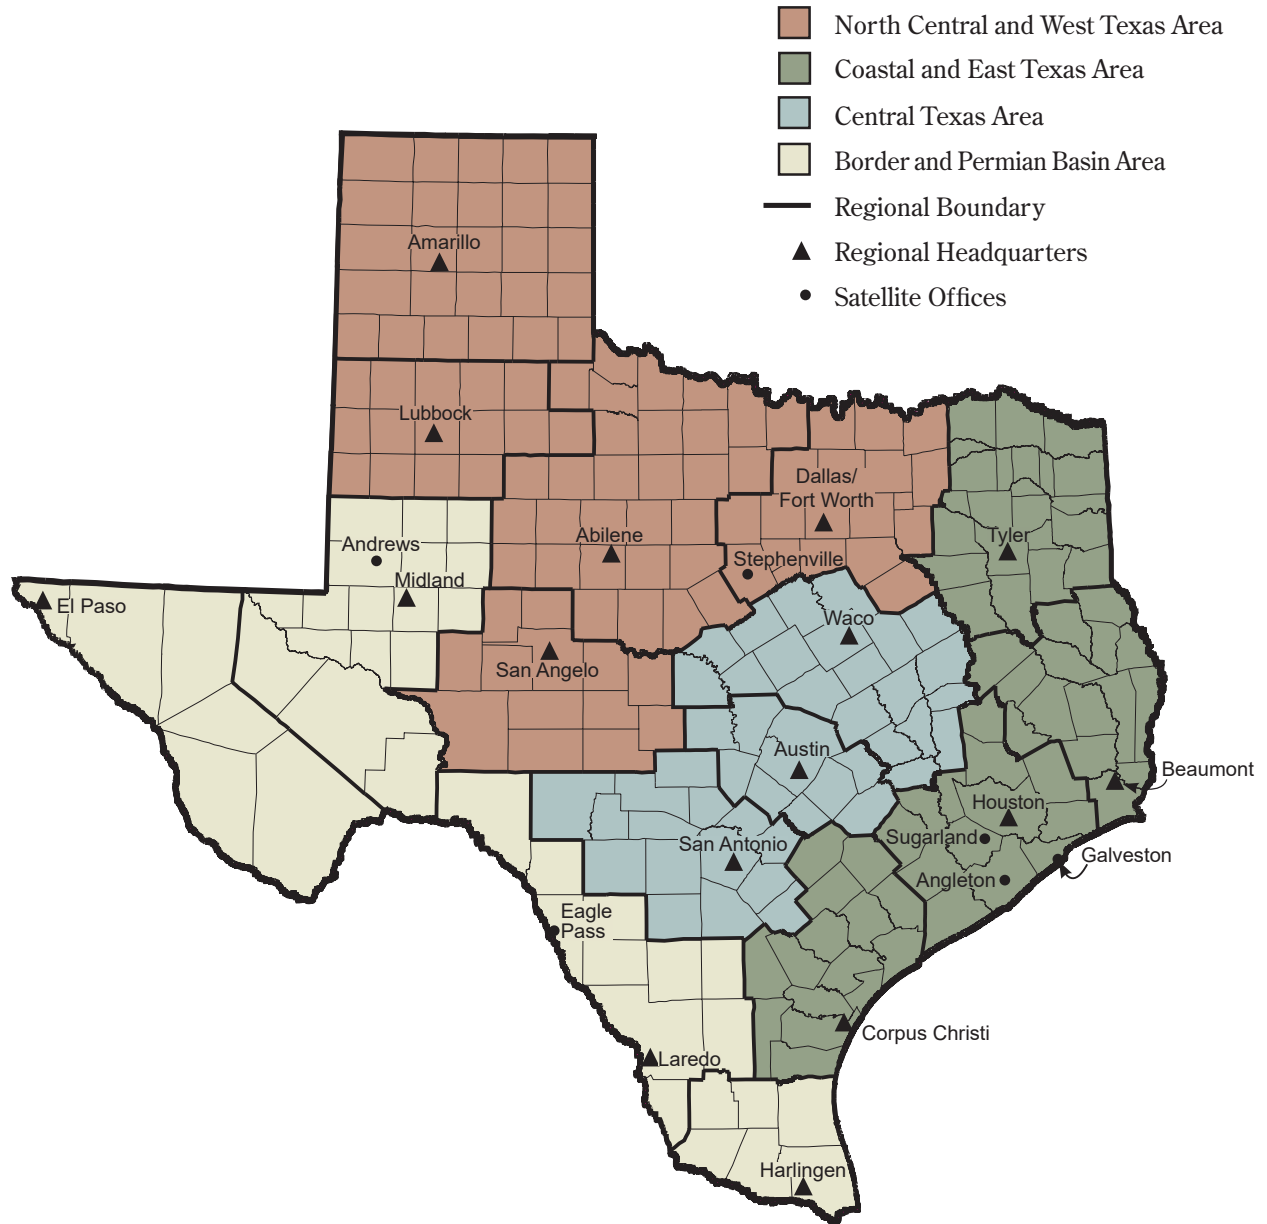 North Central and West Texas Area
Coastal and East Texas Area
Central Texas Area
Border and Permian Basin Area
Regional Boundary
Regional Headquarters
Satellite Offices
Amarillo
Lubbock
Dallas/
Fort Worth
Abilene
Tyler
Andrews
Stephenville
Midland
El Paso
Waco
San Angelo
Austin
Beaumont
Houston
Sugarland
San Antonio
Galveston
Angleton
Eagle
Pass
Corpus Christi
Laredo
Harlingen